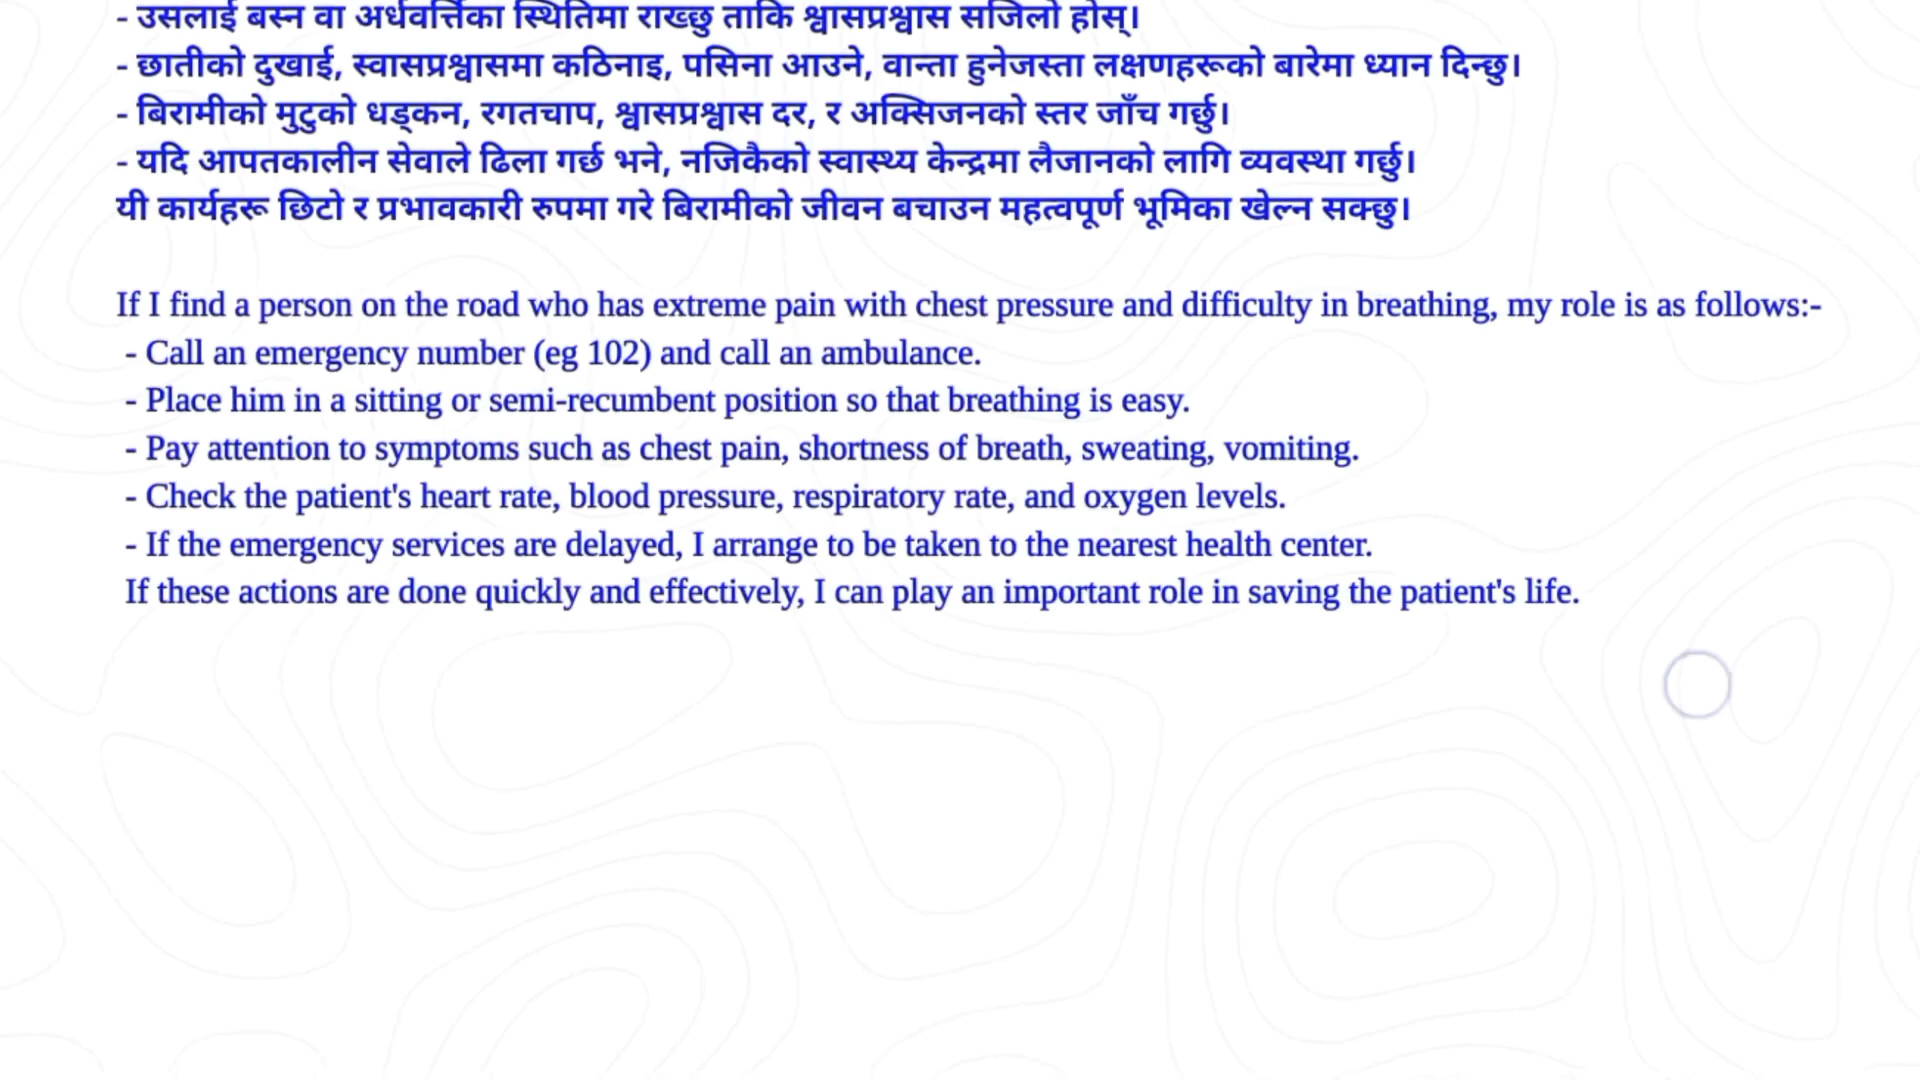 - उसलाई बस्न वा अर्धवर्त्तिका स्थितिमा राख्छु ताकि श्वासप्रश्वास सजिलो होस्।
- छातीको दुखाई, स्वासप्रश्वासमा कठिनाइ, पसिना आउने, वान्ता हुनेजस्ता लक्षणहरूको बारेमा ध्यान दिन्छु।
- बिरामीको मुटुको धड्कन, रगतचाप, श्वासप्रश्वास दर, र अक्सिजनको स्तर जाँच गर्छु।
- यदि आपतकालीन सेवाले ढिला गर्छ भने, नजिकैको स्वास्थ्य केन्द्रमा लैजानको लागि व्यवस्था गर्छु।
यी कार्यहरू छिटो र प्रभावकारी रुपमा गरे बिरामीको जीवन बचाउन महत्वपूर्ण भूमिका खेल्न सक्छु।
If I find a person on the road who has extreme pain with chest pressure and difficulty in breathing, my role is as follows:-
- Call an emergency number (eg 102) and call an ambulance.
- Place him in a sitting or semi-recumbent position so that breathing is easy.
- Pay attention to symptoms such as chest pain, shortness of breath, sweating, vomiting.
- Check the patient's heart rate, blood pressure, respiratory rate, and oxygen levels.
- If the emergency services are delayed, I arrange to be taken to the nearest health center.
If these actions are done quickly and effectively, I can play an important role in saving the patient's life.